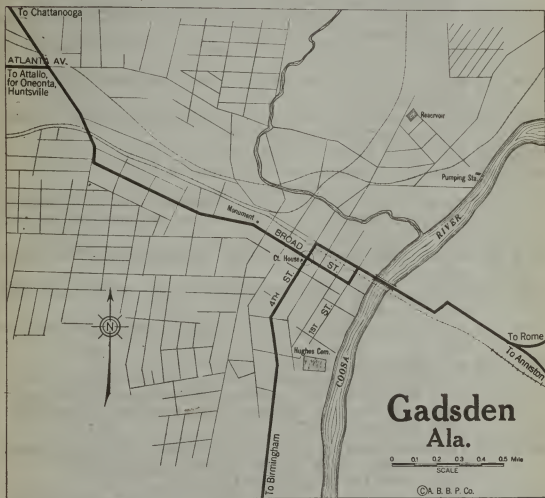 To Chattanooga
ATLANTA AV.
To Attallo,
for Oneonta,
Huntsville
Reservoir
Pumping Sta.
RIVER
Monument
BROAD
ST.
Ct. House
4TH
ST.
1ST
ST.
N
Hughes Cem.
COOSA
To Rome
To Anniston
To Birmingham
Gadsden
Ala.
0 0.1 0.2 0.3 0.4 0.5 Mile
SCALE
©A. B. B. P. Co.